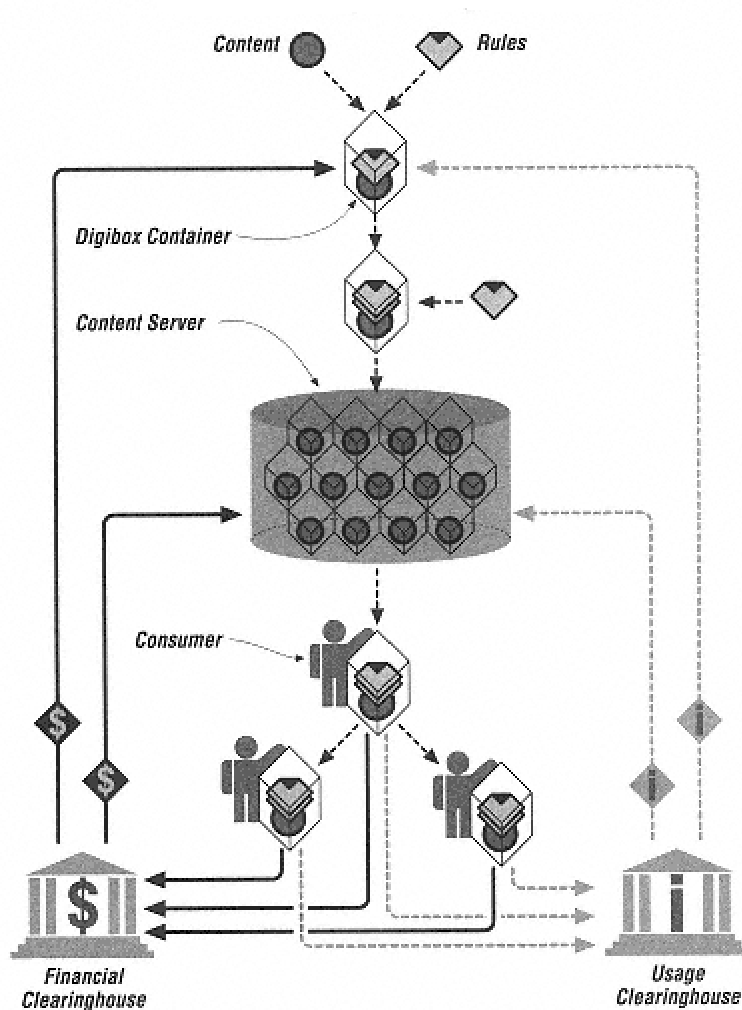 Content
Rules
Digibox Container
Content Server
Consumer
$
i
$
i
$
i
Financial
Clearinghouse
Usage
Clearinghouse